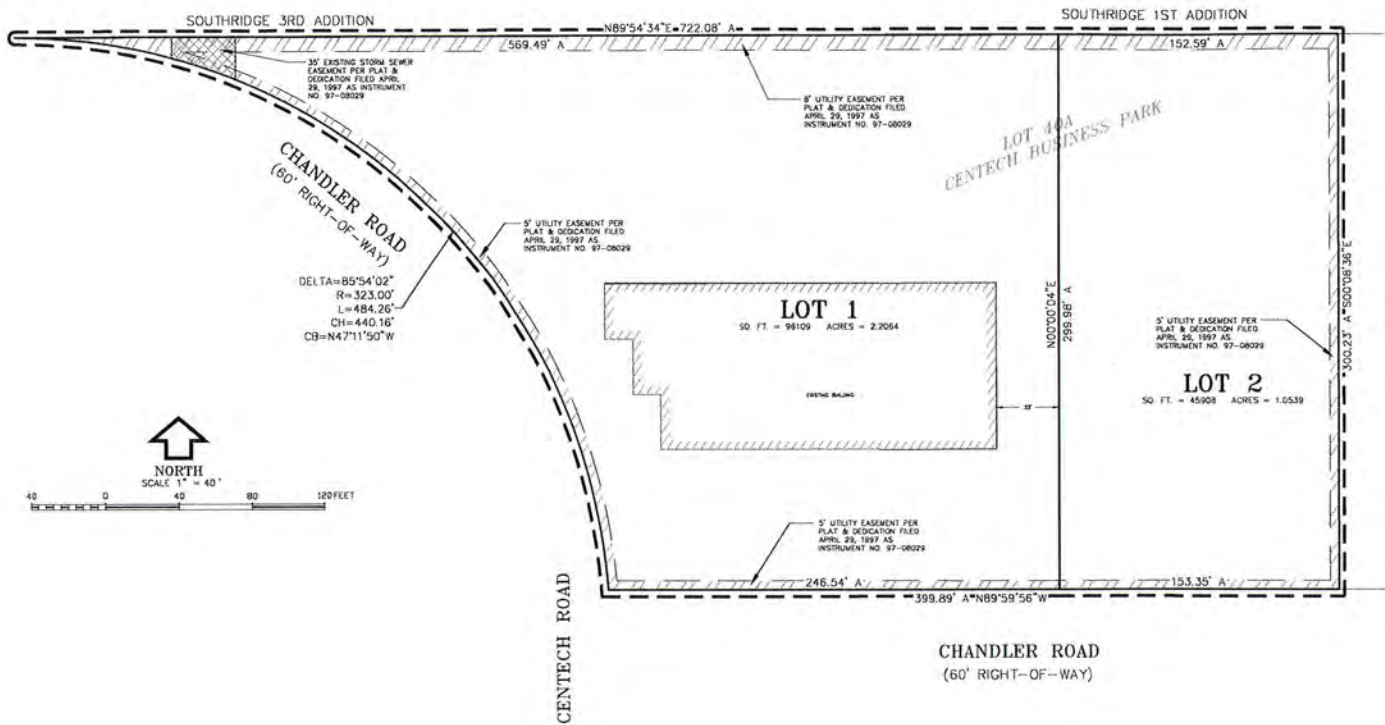 SOUTHRIDGE 3RD ADDITION
SOUTHRIDGE 1ST ADDITION
N89°54'34"E 722.08' A
569.49' A
152.59' A
35' EXISTING STORM SEWER
EASEMENT PER PLAT &
DEDICATION FILED APRIL
29, 1997 AS INSTRUMENT
NO. 97-08029
8' UTILITY EASEMENT PER
PLAT & DEDICATION FILED
APRIL 29, 1997 AS
INSTRUMENT NO. 97-08029
LOT 40A
CENTECH BUSINESS PARK
CHANDLER ROAD
(60' RIGHT-OF-WAY)
5' UTILITY EASEMENT PER
PLAT & DEDICATION FILED
APRIL 29, 1997 AS
INSTRUMENT NO. 97-08029
DELTA=85°54'02"
R=323.00'
L=484.26'
CH=440.16'
CB=N47°11'50"W
LOT 1
SQ. FT. = 96109 ACRES = 2.2064
EXISTING BUILDING
N00°00'04"E
299.98' A
5' UTILITY EASEMENT PER
PLAT & DEDICATION FILED
APRIL 29, 1997 AS
INSTRUMENT NO. 97-08029
300.23' A S00°08'36"E
LOT 2
SQ. FT. = 45908 ACRES = 1.0539
NORTH
SCALE 1" = 40'
40 0 40 80 120 FEET
5' UTILITY EASEMENT PER
PLAT & DEDICATION FILED
APRIL 29, 1997 AS
INSTRUMENT NO. 97-08029
246.54' A
153.35' A
399.89' A N89°59'56"W
CENTECH ROAD
CHANDLER ROAD
(60' RIGHT-OF-WAY)